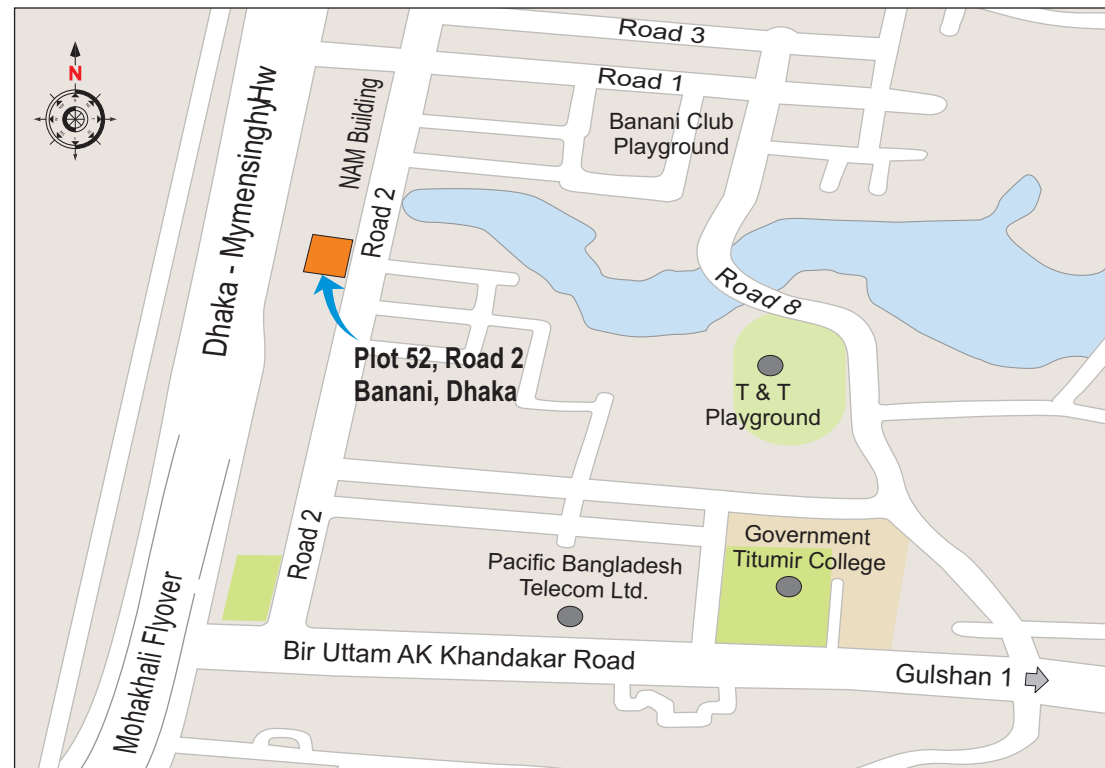 Road 3
Road 1
N
Dhaka - MymensinghyHw
NAM Building
Banani Club
Playground
Road 2
Road 8
Plot 52, Road 2
Banani, Dhaka
T & T
Playground
Road 2
Government
Titumir College
Pacific Bangladesh
Telecom Ltd.
Mohakhali Flyover
Bir Uttam AK Khandakar Road
Gulshan 1